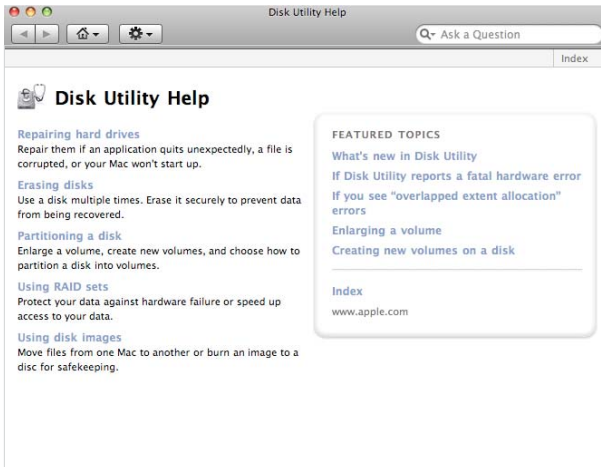 Disk Utility Help
Ask a Question
Index
Disk Utility Help
Repairing hard drives
Repair them if an application quits unexpectedly, a file is
corrupted, or your Mac won't start up.
Erasing disks
Use a disk multiple times. Erase it securely to prevent data
from being recovered.
Partitioning a disk
Enlarge a volume, create new volumes, and choose how to
partition a disk into volumes.
Using RAID sets
Protect your data against hardware failure or speed up
access to your data.
Using disk images
Move files from one Mac to another or burn an image to a
disc for safekeeping.
FEATURED TOPICS
What's new in Disk Utility
If Disk Utility reports a fatal hardware error
If you see "overlapped extent allocation"
errors
Enlarging a volume
Creating new volumes on a disk
Index
www.apple.com